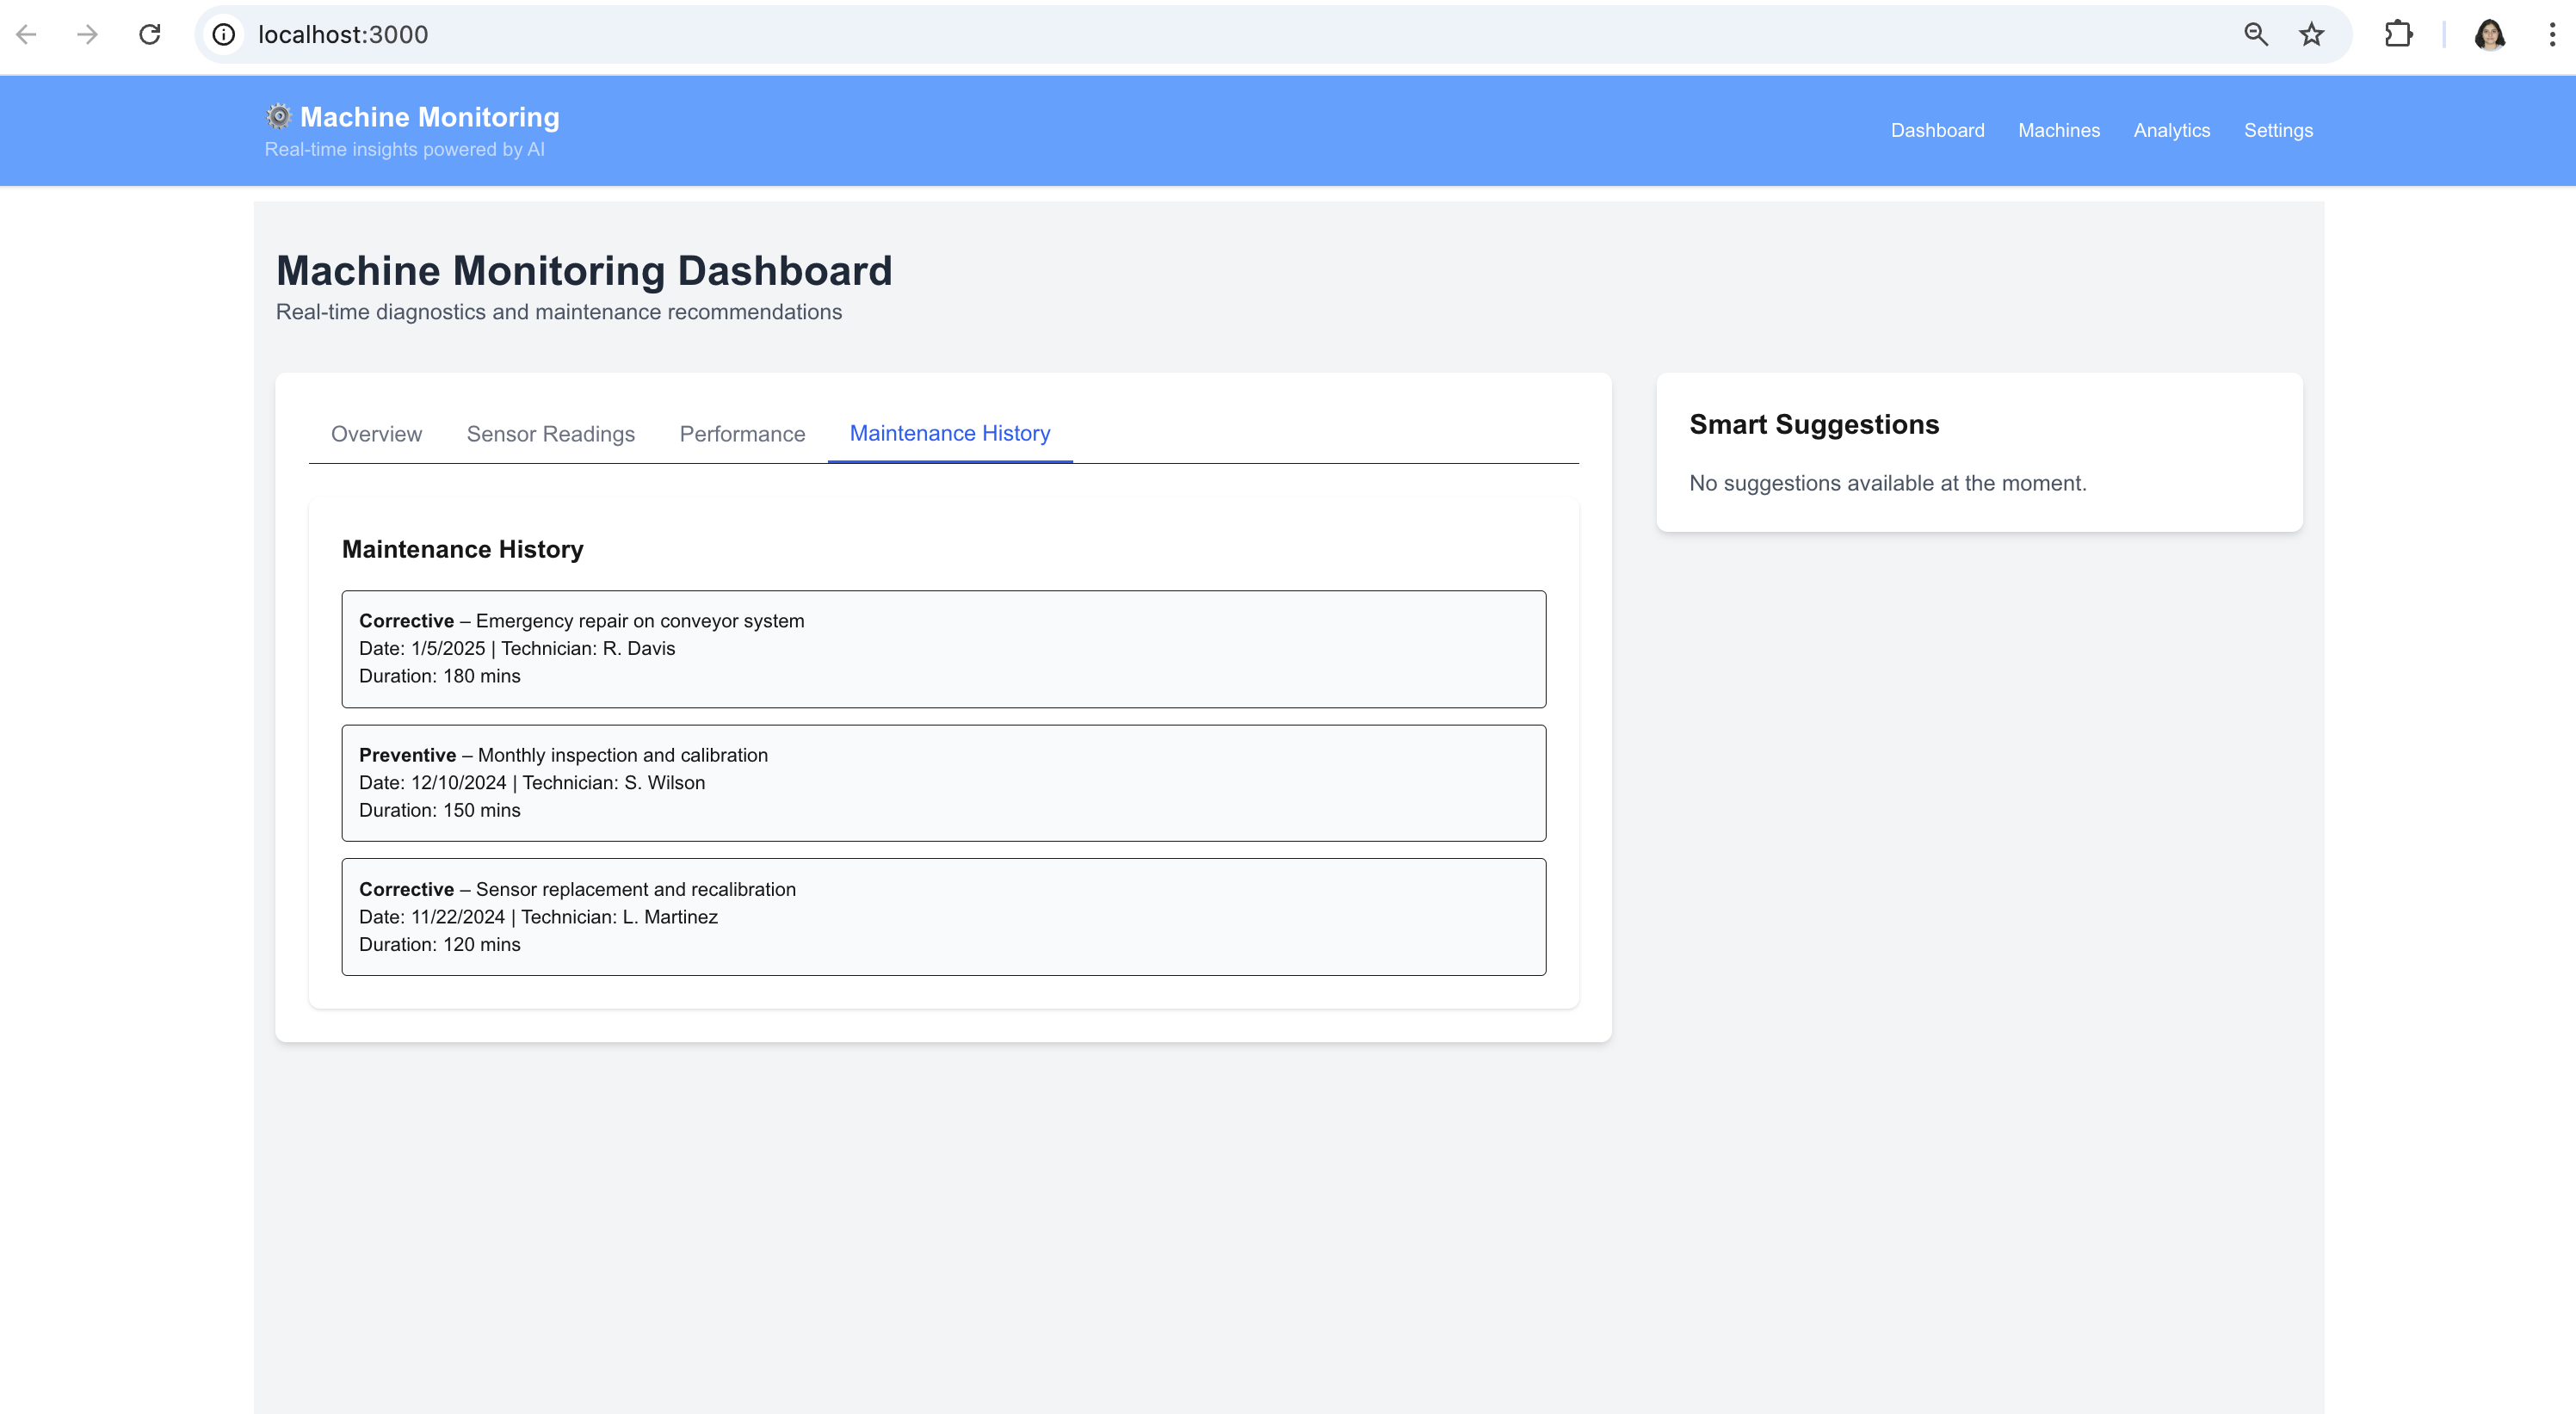 localhost:3000
Machine Monitoring
Real-time insights powered by AI
Dashboard Machines Analytics Settings
Machine Monitoring Dashboard
Real-time diagnostics and maintenance recommendations
Overview Sensor Readings Performance Maintenance History
Maintenance History
Corrective – Emergency repair on conveyor system
Date: 1/5/2025 | Technician: R. Davis
Duration: 180 mins
Preventive – Monthly inspection and calibration
Date: 12/10/2024 | Technician: S. Wilson
Duration: 150 mins
Corrective – Sensor replacement and recalibration
Date: 11/22/2024 | Technician: L. Martinez
Duration: 120 mins
Smart Suggestions
No suggestions available at the moment.